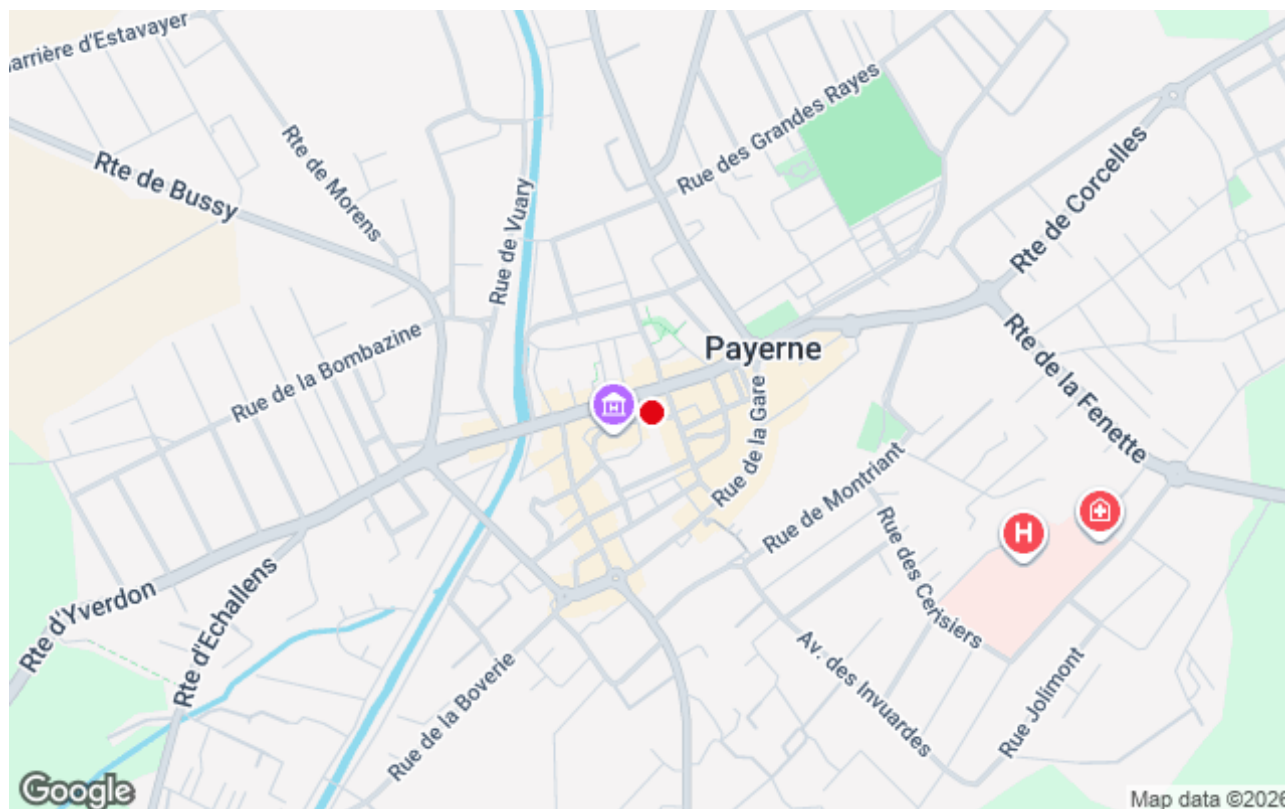 arrière d'Estavayer
Rte de Morens
Rte de Bussy
Rue de Vuary
Rue des Grandes Rayes
Rte de Corcelles
Rue de la Bombazine
Payerne
Rte de la Fenette
Rue de la Gare
Rue de Montriant
H
Rue des Cerisiers
Rte d'Yverdon
Rte d'Echallens
Rue de la Boverie
Av. des Invuardes
Rue Jolimont
Google
Map data ©2026